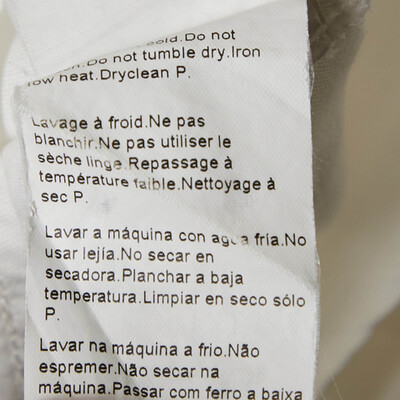 cold.Do not
Do not tumble dry.Iron
low heat.Dryclean P.
Lavage à froid.Ne pas
blanchir.Ne pas utiliser le
sèche linge.Repassage à
température faible.Nettoyage à
sec P.
Lavar a máquina con agua fría.No
usar lejía.No secar en
secadora.Planchar a baja
temperatura.Limpiar en seco sólo
P.
Lavar na máquina a frio.Não
espremer.Não secar na
máquina.Passar com ferro a baixa